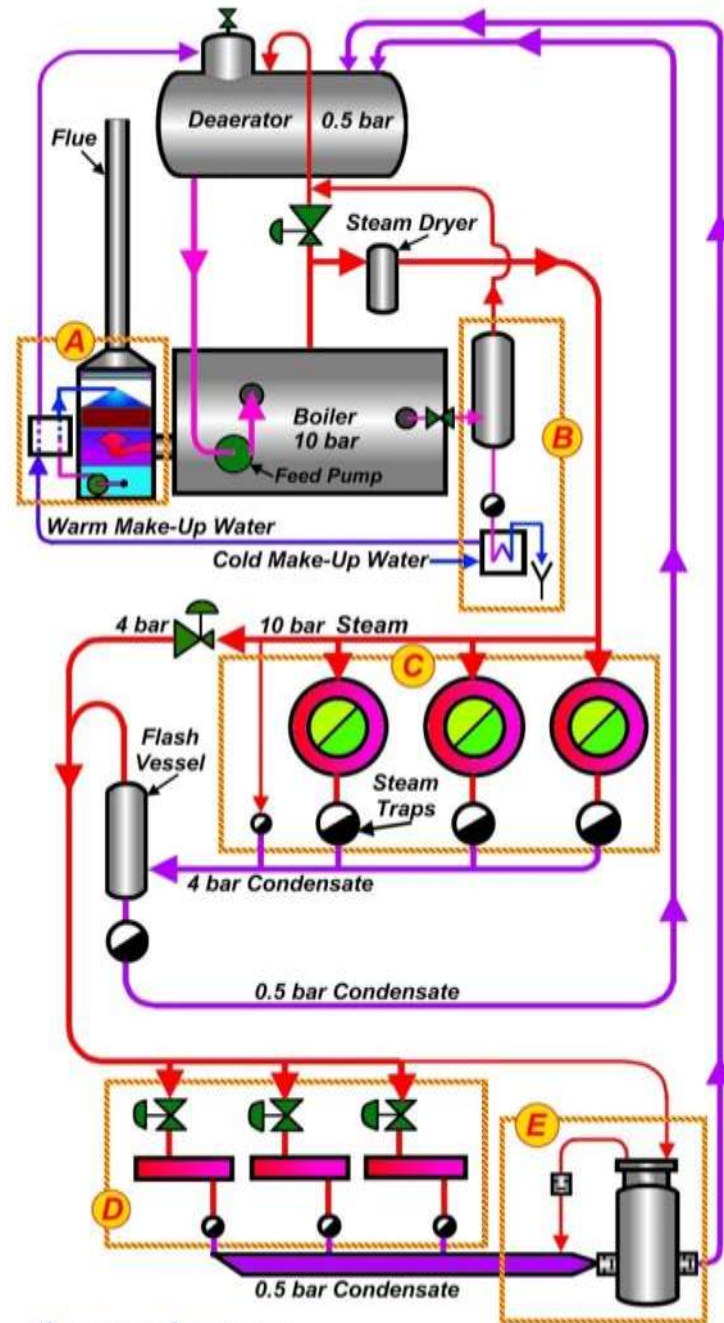 Deaerator
0.5 bar
Flue
Steam Dryer
A
Boiler
10 bar
B
Feed Pump
Warm Make-Up Water
Cold Make-Up Water
4 bar
10 bar Steam
C
Flash
Vessel
Steam
Traps
4 bar Condensate
0.5 bar Condensate
E
D
0.5 bar Condensate